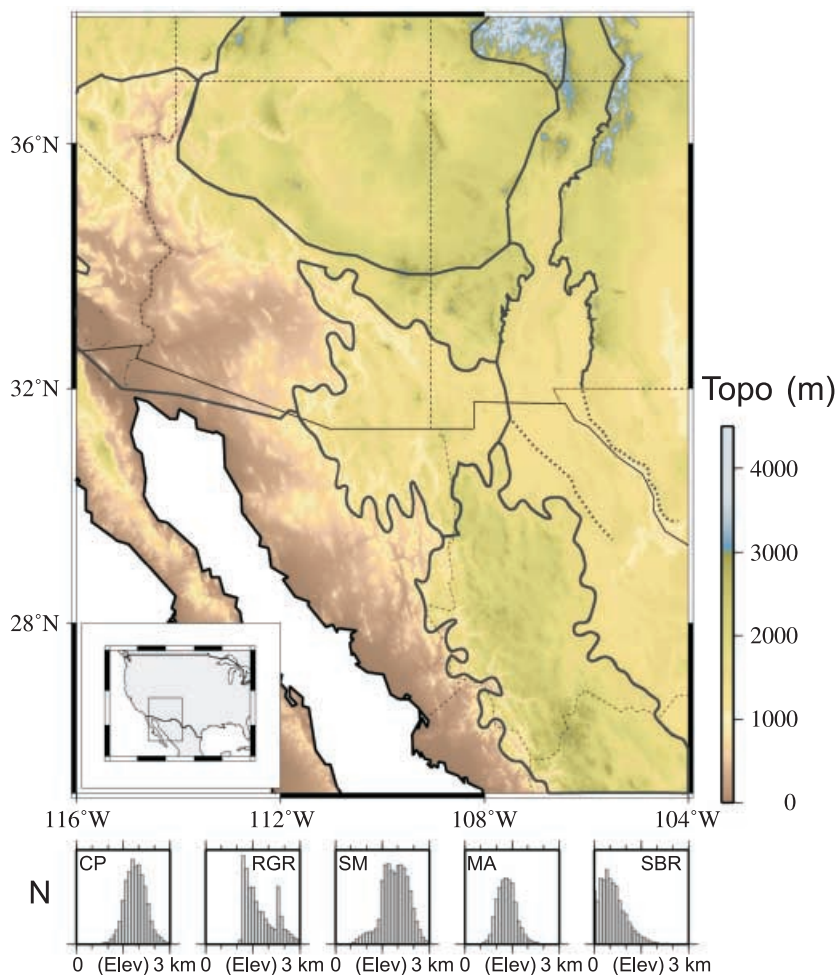 36°N
32°N
28°N
116°W 112°W 108°W 104°W
Topo (m)
4000
3000
2000
1000
0
N
CP RGR SM MA SBR
0 (Elev) 3 km 0 (Elev) 3 km 0 (Elev) 3 km 0 (Elev) 3 km 0 (Elev) 3 km